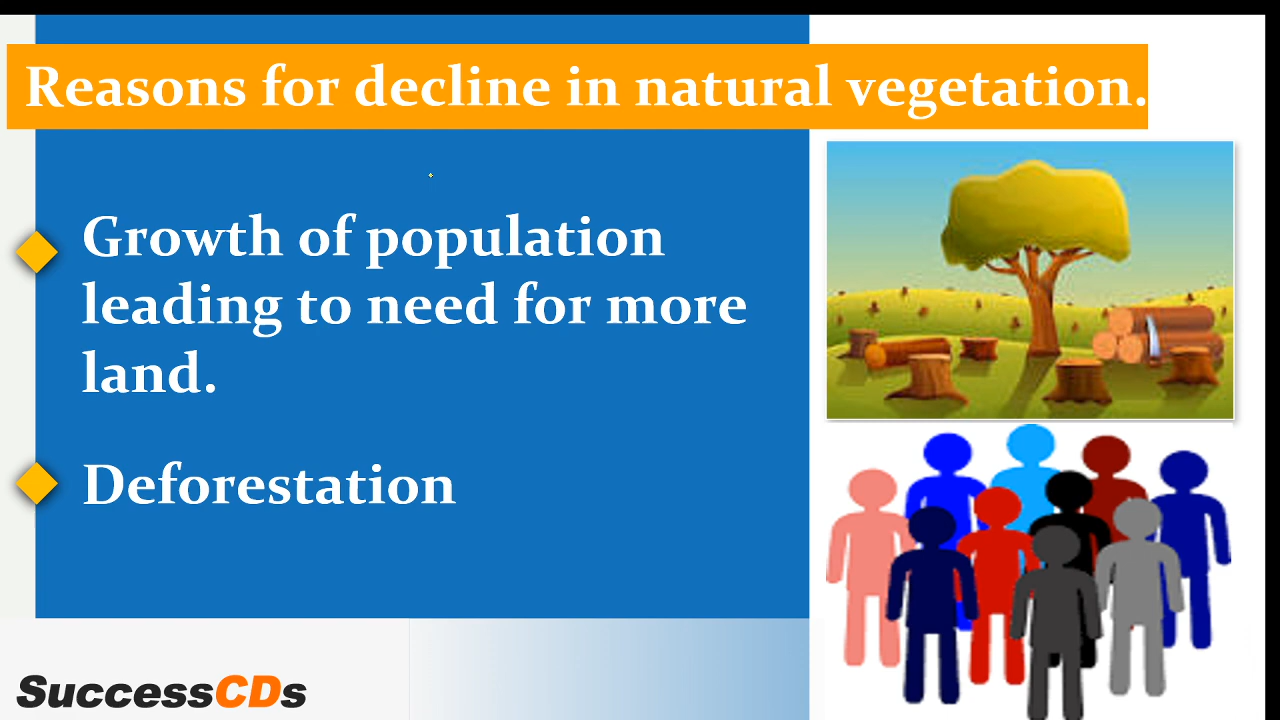 Reasons for decline in natural vegetation.
Growth of population
leading to need for more
land.
Deforestation
SuccessCDs